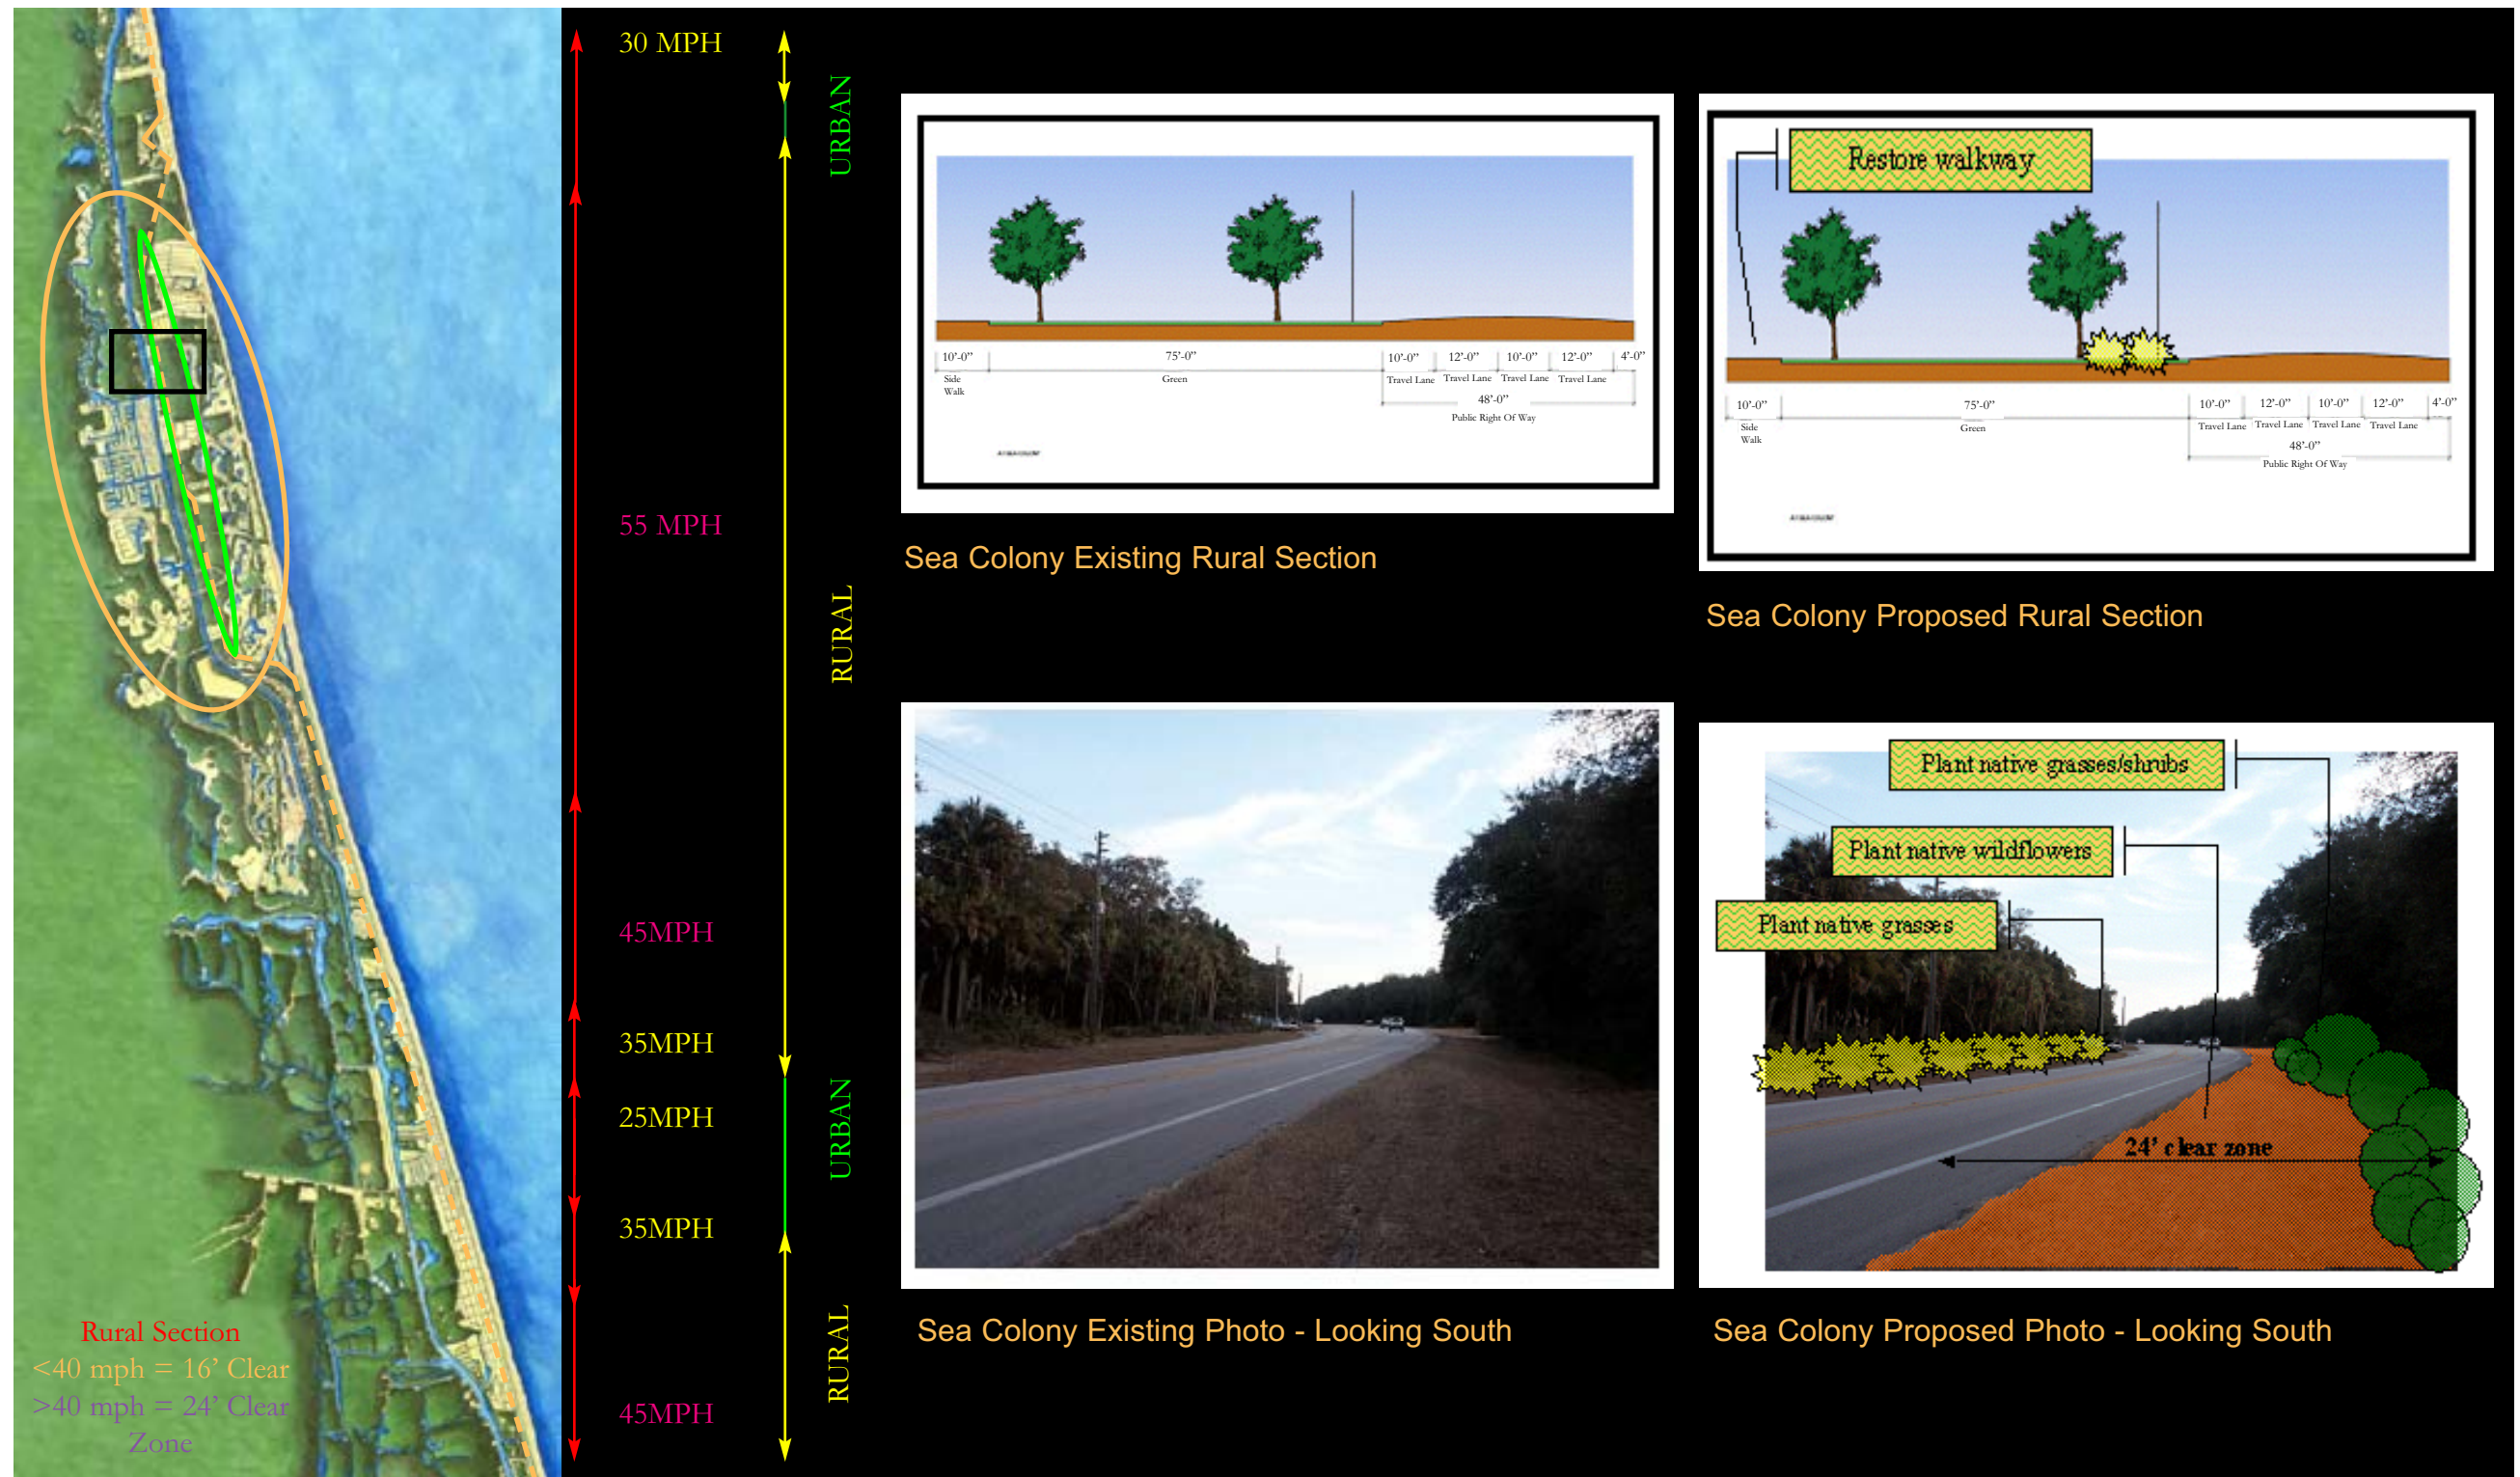 30 MPH
55 MPH
45MPH
35MPH
25MPH
35MPH
45MPH
URBAN
RURAL
URBAN
RURAL
Rural Section
<40 mph = 16’ Clear
>40 mph = 24’ Clear
Zone
10’-0”
75’-0”
10’-0”
12’-0”
10’-0”
12’-0”
4’-0”
Side
Walk
Green
Travel Lane
Travel Lane
Travel Lane
Travel Lane
48’-0”
Public Right Of Way
Sea Colony Existing Rural Section
Restore walkway
10’-0”
75’-0”
10’-0”
12’-0”
10’-0”
12’-0”
4’-0”
Side
Walk
Green
Travel Lane
Travel Lane
Travel Lane
Travel Lane
48’-0”
Public Right Of Way
Sea Colony Proposed Rural Section
Sea Colony Existing Photo - Looking South
Plant native grasses/shrubs
Plant native wildflowers
Plant native grasses
24’ clear zone
Sea Colony Proposed Photo - Looking South